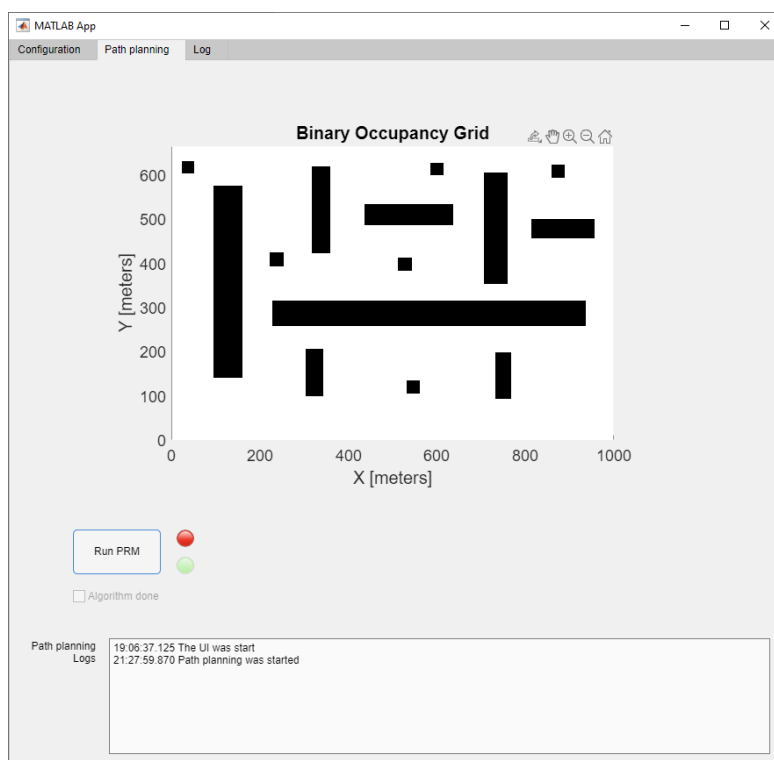 MATLAB App
Configuration Path planning Log
Binary Occupancy Grid
600
500
400
300
200
100
0
Y [meters]
0 200 400 600 800 1000
X [meters]
Run PRM
Algorithm done
Path planning
Logs
19:06:37.125 The UI was start
21:27:59.870 Path planning was started